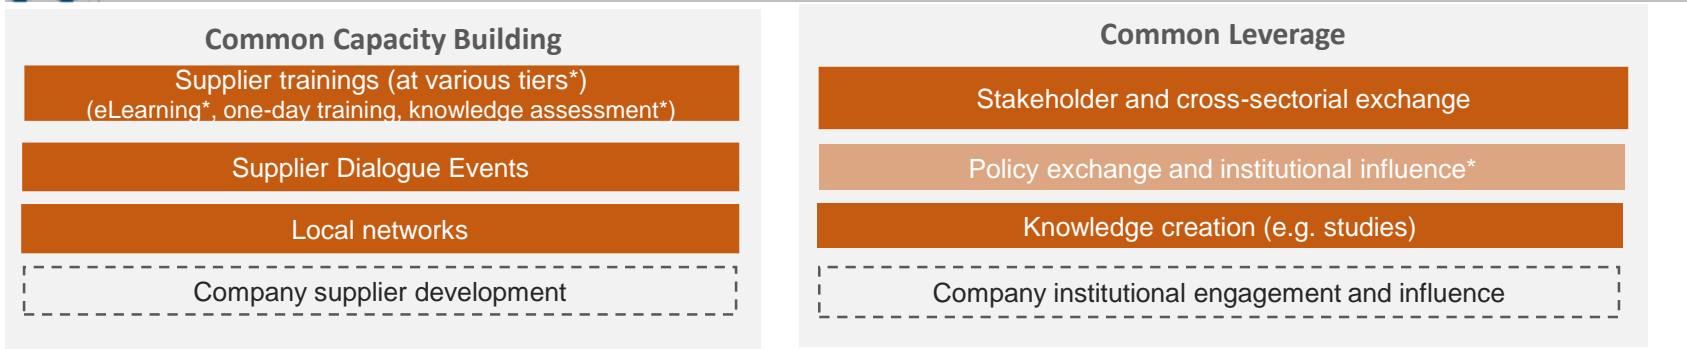 Common Capacity Building
Supplier trainings (at various tiers*)
(eLearning*, one-day training, knowledge assessment*)
Supplier Dialogue Events
Local networks
Company supplier development
Common Leverage
Stakeholder and cross-sectorial exchange
Policy exchange and institutional influence*
Knowledge creation (e.g. studies)
Company institutional engagement and influence